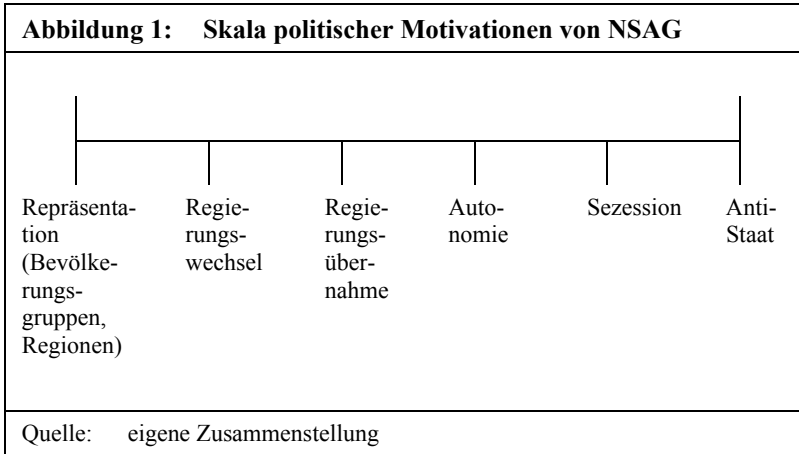 Abbildung 1: Skala politischer Motivationen von NSAG
Repräsenta-
tion
(Bevölke-
rungs-
gruppen,
Regionen)
Regie-
rungs-
wechsel
Regie-
rungs-
über-
nahme
Auto-
nomie
Sezession
Anti-
Staat
Quelle: eigene Zusammenstellung